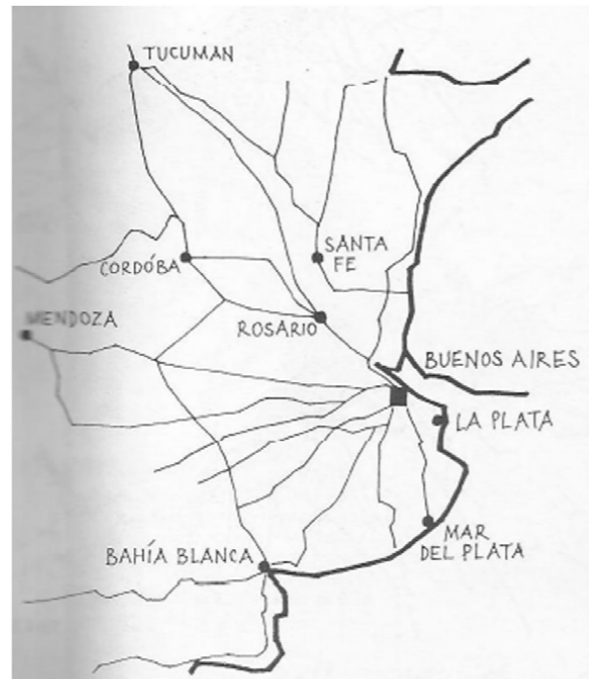 TUCUMAN
SANTA
FE
CORDÓBA
MENDOZA
ROSARIO
BUENOS AIRES
LA PLATA
MAR
DEL PLATA
BAHÍA BLANCA